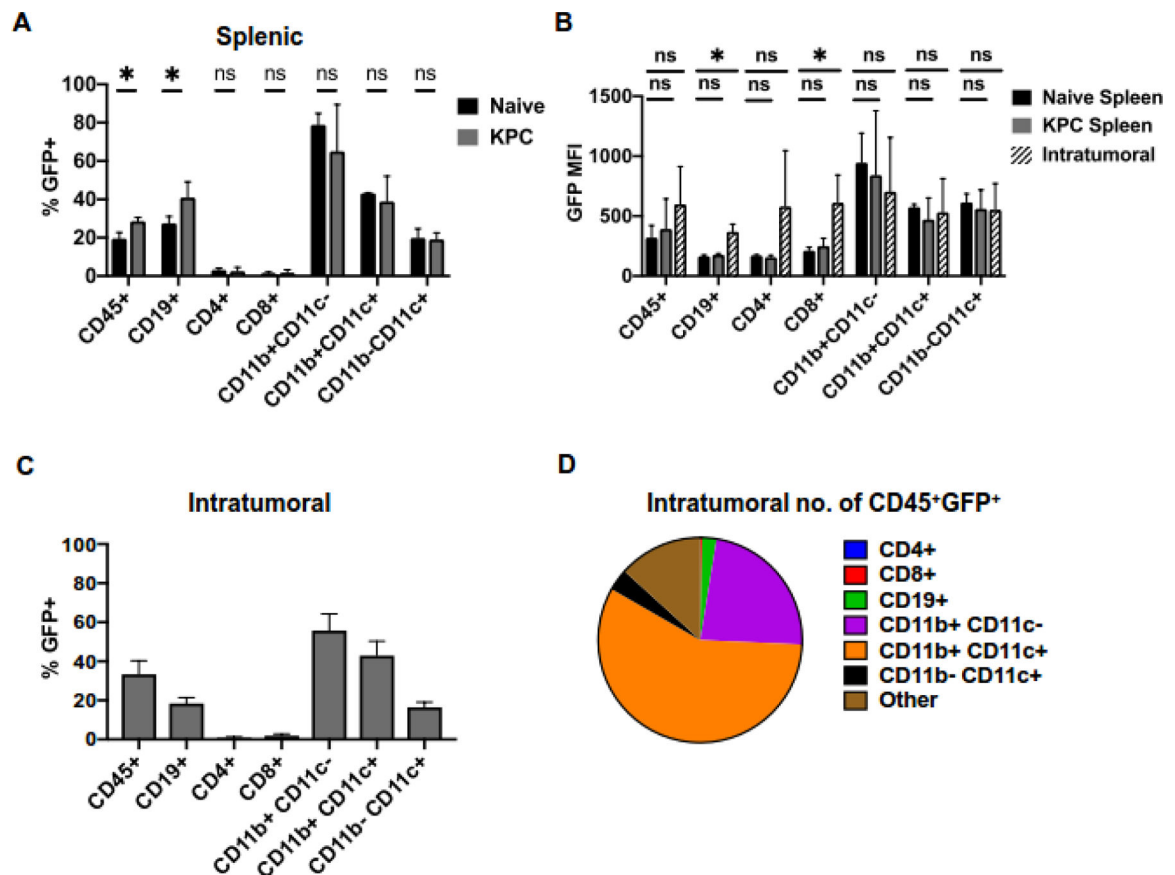 A
Splenic
* * ns ns ns ns ns
% GFP+
100
80
60
40
20
0
Naive
KPC
CD45+
CD19+
CD4+
CD8+
CD11b+CD11c-
CD11b+CD11c+
CD11b-CD11c+
B
ns * ns * ns ns ns
ns ns ns ns ns ns ns
GFP MFI
1500
1000
500
0
Naive Spleen
KPC Spleen
Intratumoral
CD45+
CD19+
CD4+
CD8+
CD11b+CD11c-
CD11b+CD11c+
CD11b-CD11c+
C
Intratumoral
% GFP+
100
80
60
40
20
0
CD45+
CD19+
CD4+
CD8+
CD11b+ CD11c-
CD11b+ CD11c+
CD11b- CD11c+
D
Intratumoral no. of CD45⁺GFP⁺
CD4+
CD8+
CD19+
CD11b+ CD11c-
CD11b+ CD11c+
CD11b- CD11c+
Other